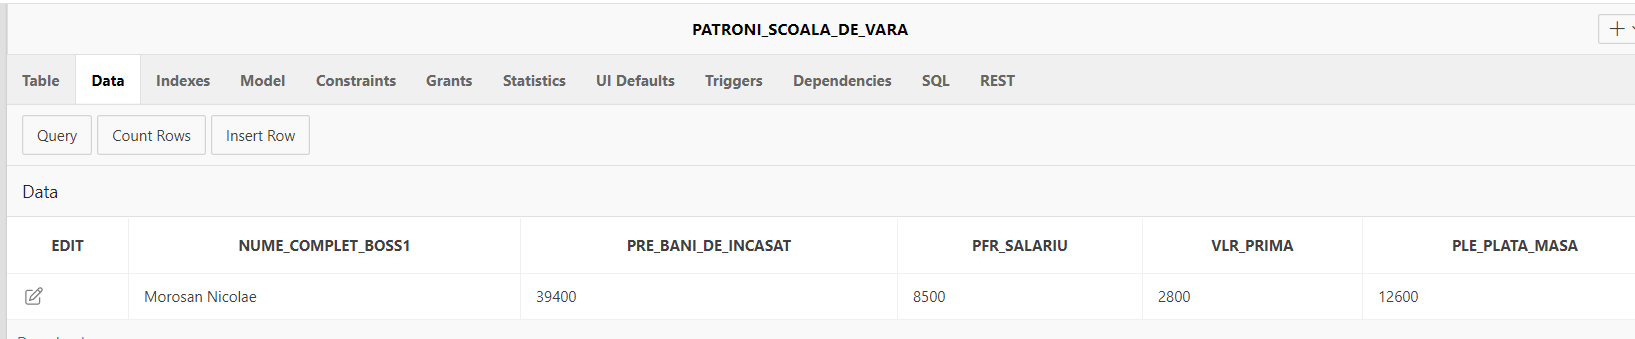 PATRONI_SCOALA_DE_VARA
Table Data Indexes Model Constraints Grants Statistics UI Defaults Triggers Dependencies SQL REST
Query Count Rows Insert Row
Data
EDIT NUME_COMPLET_BOSS1 PRE_BANI_DE_INCASAT PFR_SALARIU VLR_PRIMA PLE_PLATA_MASA
Morosan Nicolae 39400 8500 2800 12600